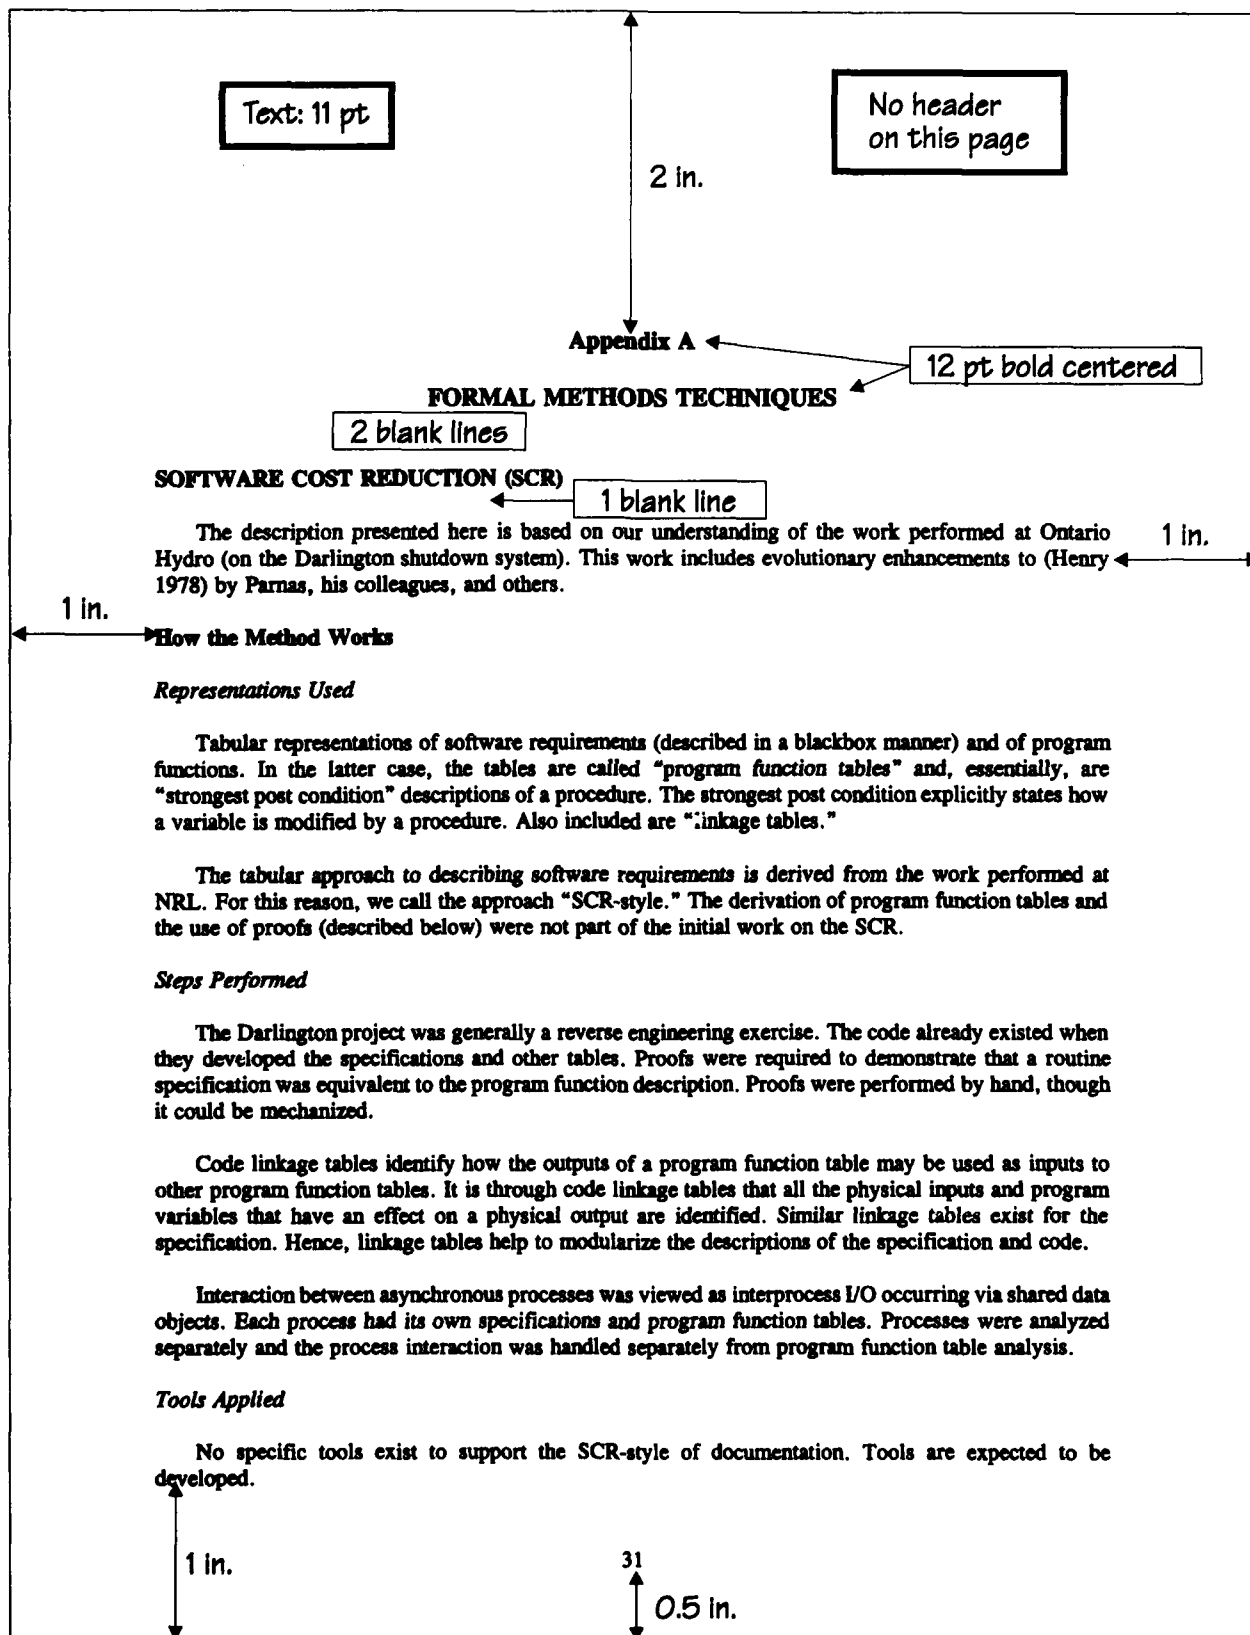 Text: 11 pt
No header
on this page
2 in.
Appendix A
12 pt bold centered
FORMAL METHODS TECHNIQUES
2 blank lines
SOFTWARE COST REDUCTION (SCR)
1 blank line
The description presented here is based on our understanding of the work performed at Ontario
Hydro (on the Darlington shutdown system). This work includes evolutionary enhancements to (Henry
1978) by Parnas, his colleagues, and others.
1 in.
1 in.
How the Method Works
Representations Used
Tabular representations of software requirements (described in a blackbox manner) and of program
functions. In the latter case, the tables are called "program function tables" and, essentially, are
"strongest post condition" descriptions of a procedure. The strongest post condition explicitly states how
a variable is modified by a procedure. Also included are "linkage tables."
The tabular approach to describing software requirements is derived from the work performed at
NRL. For this reason, we call the approach "SCR-style." The derivation of program function tables and
the use of proofs (described below) were not part of the initial work on the SCR.
Steps Performed
The Darlington project was generally a reverse engineering exercise. The code already existed when
they developed the specifications and other tables. Proofs were required to demonstrate that a routine
specification was equivalent to the program function description. Proofs were performed by hand, though
it could be mechanized.
Code linkage tables identify how the outputs of a program function table may be used as inputs to
other program function tables. It is through code linkage tables that all the physical inputs and program
variables that have an effect on a physical output are identified. Similar linkage tables exist for the
specification. Hence, linkage tables help to modularize the descriptions of the specification and code.
Interaction between asynchronous processes was viewed as interprocess I/O occurring via shared data
objects. Each process had its own specifications and program function tables. Processes were analyzed
separately and the process interaction was handled separately from program function table analysis.
Tools Applied
No specific tools exist to support the SCR-style of documentation. Tools are expected to be
developed.
1 in.
31
0.5 in.